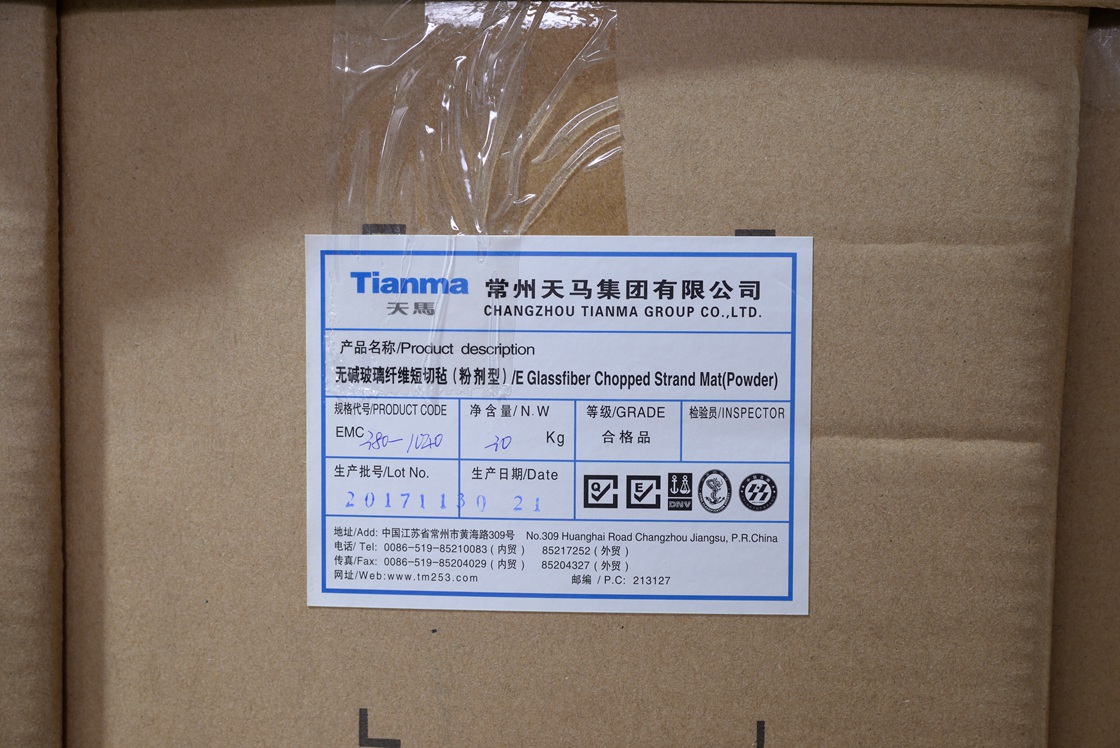 Tianma
天馬
常州天马集团有限公司
CHANGZHOU TIANMA GROUP CO.,LTD.
产品名称/Product description
无碱玻璃纤维短切毡（粉剂型）/E Glassfiber Chopped Strand Mat(Powder)
规格代号/PRODUCT CODE
EMC 380-1040
净含量/N.W
30 Kg
等级/GRADE
合格品
检验员/INSPECTOR
生产批号/Lot No.
生产日期/Date
20171130 21
Q
E
DNV
地址/Add: 中国江苏省常州市黄海路309号 No.309 Huanghai Road Changzhou Jiangsu, P.R.China
电话/ Tel: 0086-519-85210083（内贸） 85217252（外贸）
传真/Fax: 0086-519-85204029（内贸） 85204327（外贸）
网址/Web:www.tm253.com 邮编 / P.C: 213127